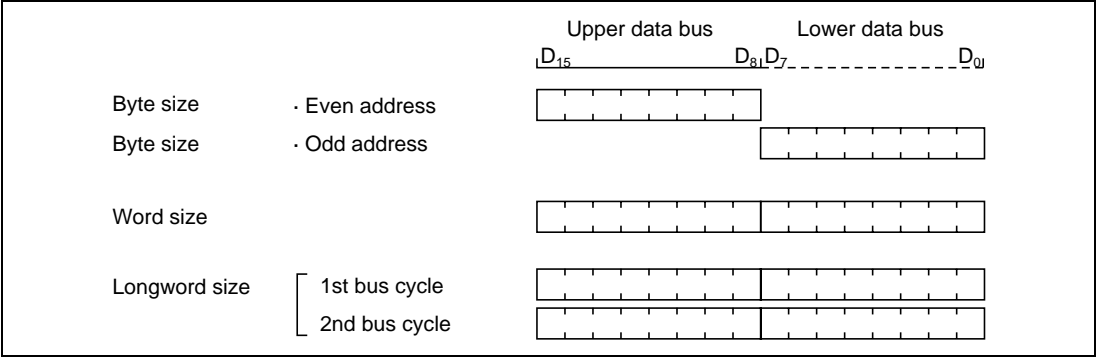 Upper data bus Lower data bus
D15 D8 D7 D0
Byte size · Even address
Byte size · Odd address
Word size
Longword size 1st bus cycle
2nd bus cycle